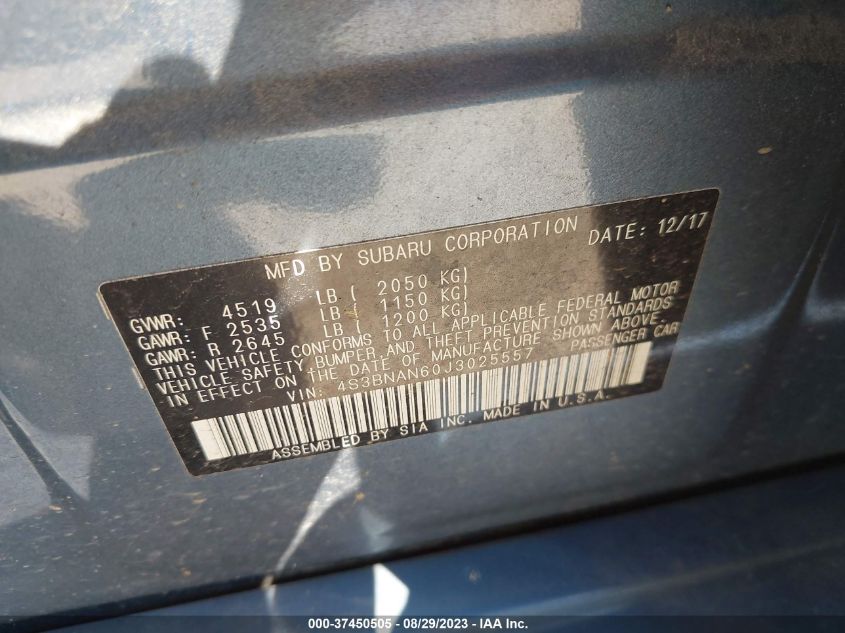 MFD BY SUBARU CORPORATION DATE: 12/17
GVWR: 4519 LB ( 2050 KG)
GAWR: F 2535 LB ( 1150 KG)
GAWR: R 2645 LB ( 1200 KG)
THIS VEHICLE CONFORMS TO ALL APPLICABLE FEDERAL MOTOR
VEHICLE SAFETY, BUMPER, AND THEFT PREVENTION STANDARDS
IN EFFECT ON THE DATE OF MANUFACTURE SHOWN ABOVE.
VIN: 4S3BNAN60J3025557 PASSENGER CAR
ASSEMBLED BY SIA INC. MADE IN U.S.A.
000-37450505 - 08/29/2023 - IAA Inc.